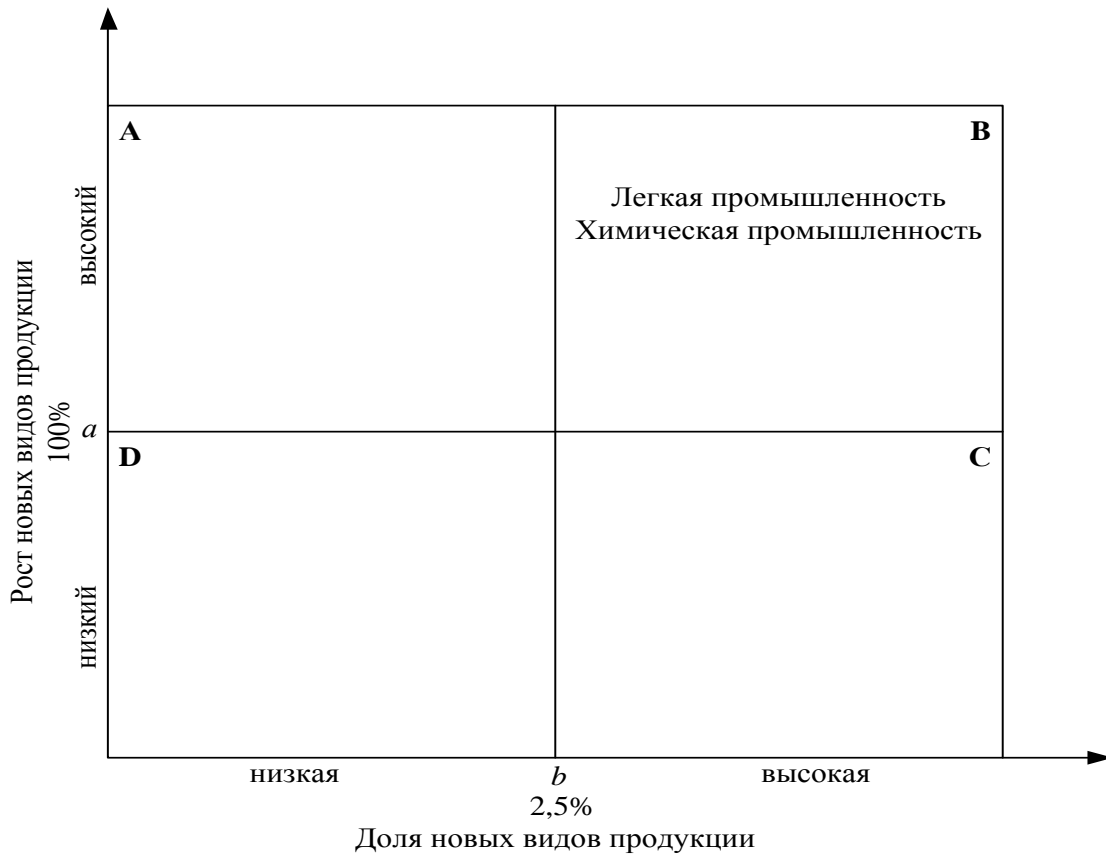 A
B
Легкая промышленность
Химическая промышленность
Рост новых видов продукции
100%
высокий
a
низкий
D
C
низкая
b
высокая
2,5%
Доля новых видов продукции